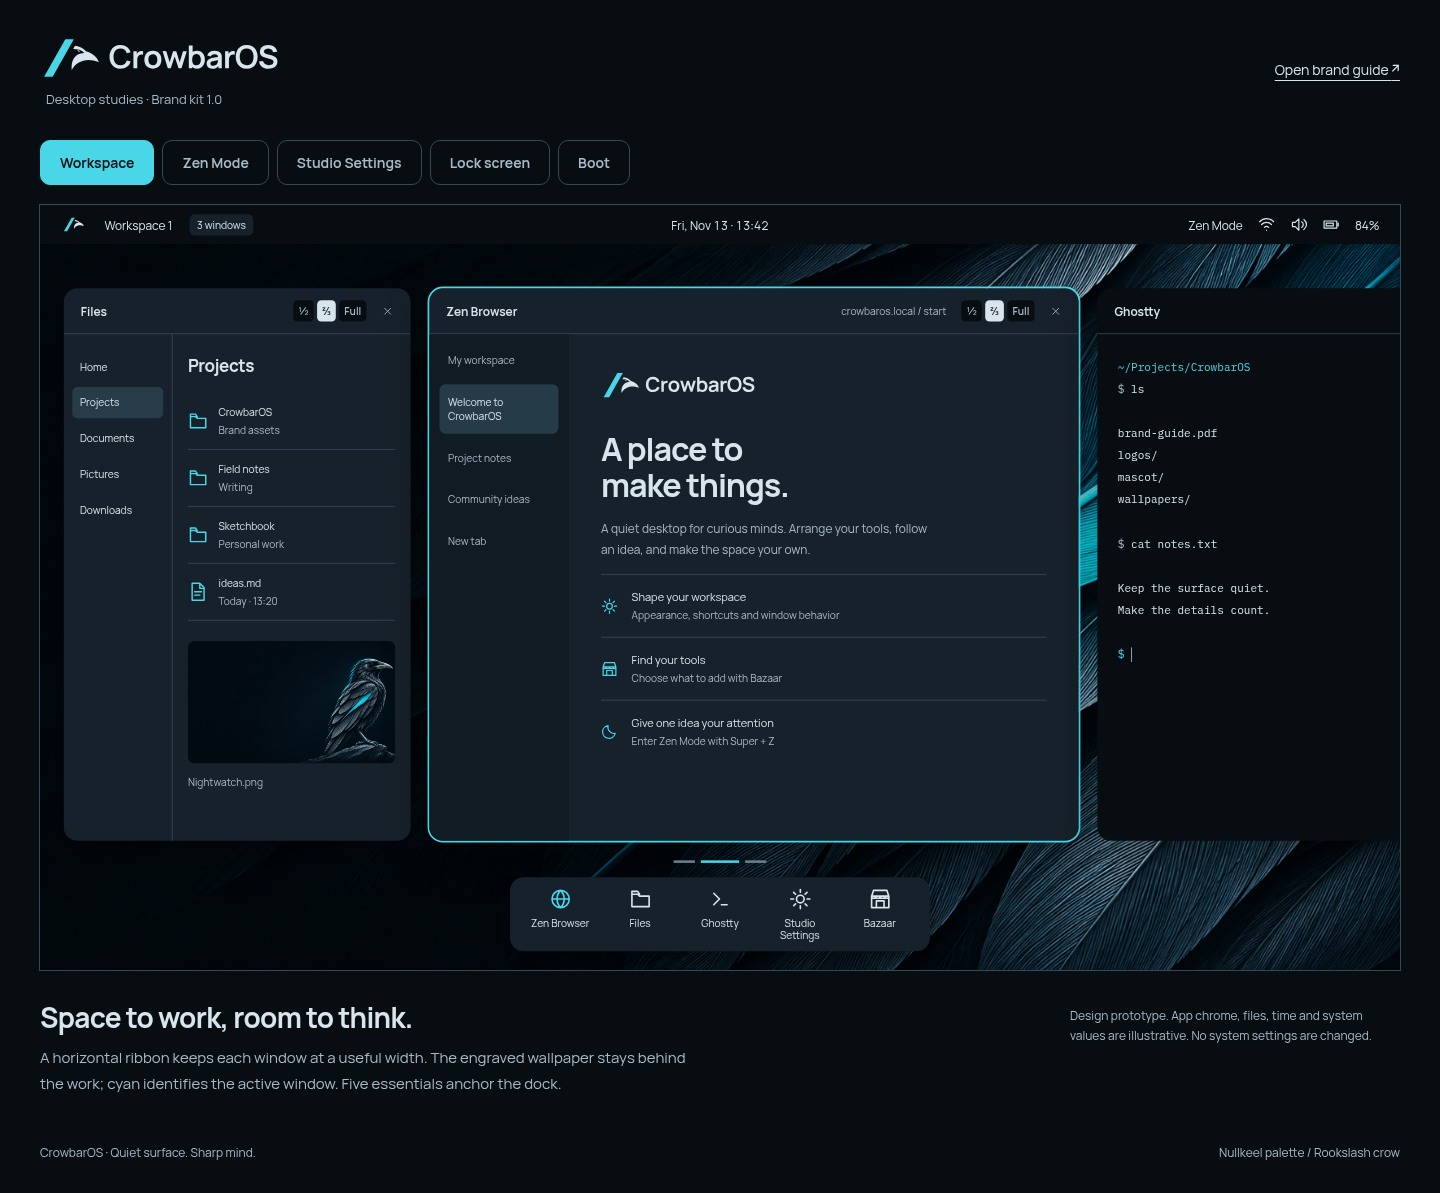 CrowbarOS
Desktop studies · Brand kit 1.0
Open brand guide ↗
Workspace
Zen Mode
Studio Settings
Lock screen
Boot
Workspace 1
3 windows
Fri, Nov 13 · 13:42
Zen Mode
84%
Files
½
⅔
Full
×
Home
Projects
Documents
Pictures
Downloads
Projects
CrowbarOS
Brand assets
Field notes
Writing
Sketchbook
Personal work
ideas.md
Today · 13:20
Nightwatch.png
Zen Browser
crowbaros.local / start
½
⅔
Full
×
My workspace
Welcome to
CrowbarOS
Project notes
Community ideas
New tab
CrowbarOS
A place to
make things.
A quiet desktop for curious minds. Arrange your tools, follow
an idea, and make the space your own.
Shape your workspace
Appearance, shortcuts and window behavior
Find your tools
Choose what to add with Bazaar
Give one idea your attention
Enter Zen Mode with Super + Z
Ghostty
~/Projects/CrowbarOS
$ ls
brand-guide.pdf
logos/
mascot/
wallpapers/
$ cat notes.txt
Keep the surface quiet.
Make the details count.
$
Zen Browser
Files
Ghostty
Studio
Settings
Bazaar
Space to work, room to think.
A horizontal ribbon keeps each window at a useful width. The engraved wallpaper stays behind
the work; cyan identifies the active window. Five essentials anchor the dock.
Design prototype. App chrome, files, time and system
values are illustrative. No system settings are changed.
CrowbarOS · Quiet surface. Sharp mind.
Nullkeel palette / Rookslash crow